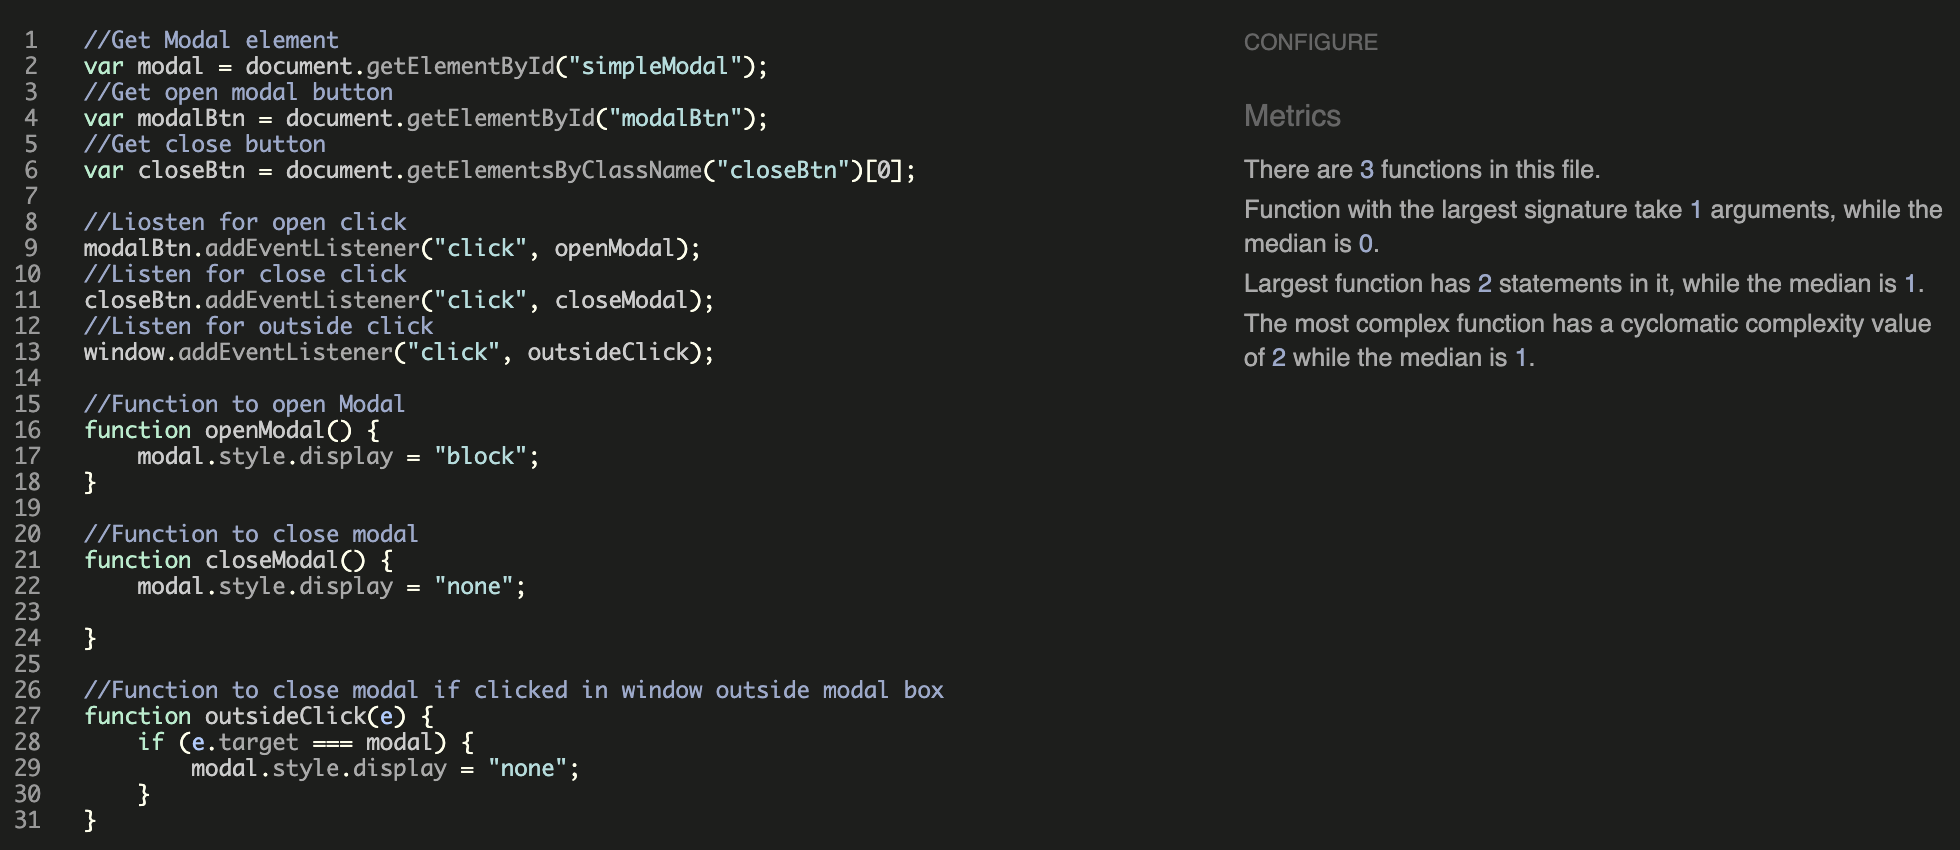 1 //Get Modal element
2 var modal = document.getElementById("simpleModal");
3 //Get open modal button
4 var modalBtn = document.getElementById("modalBtn");
5 //Get close button
6 var closeBtn = document.getElementsByClassName("closeBtn")[0];
7
8 //Liosten for open click
9 modalBtn.addEventListener("click", openModal);
10 //Listen for close click
11 closeBtn.addEventListener("click", closeModal);
12 //Listen for outside click
13 window.addEventListener("click", outsideClick);
14
15 //Function to open Modal
16 function openModal() {
17     modal.style.display = "block";
18 }
19
20 //Function to close modal
21 function closeModal() {
22     modal.style.display = "none";
23
24 }
25
26 //Function to close modal if clicked in window outside modal box
27 function outsideClick(e) {
28     if (e.target === modal) {
29         modal.style.display = "none";
30     }
31 }
CONFIGURE
Metrics
There are 3 functions in this file.
Function with the largest signature take 1 arguments, while the
median is 0.
Largest function has 2 statements in it, while the median is 1.
The most complex function has a cyclomatic complexity value
of 2 while the median is 1.